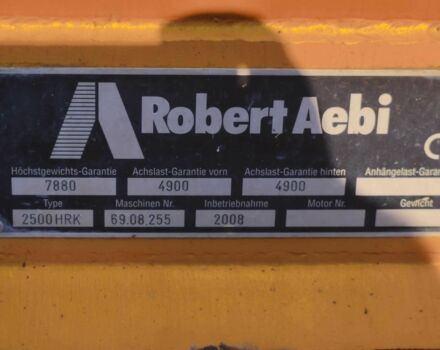 Robert Aebi
Höchstgewichts-Garantie Achslast-Garantie vorn Achslast-Garantie hinten
7880 4900 4900
Type Maschinen Nr. Inbetriebnahme Motor Nr. Gewicht
2500HRK 69.08.255 2008